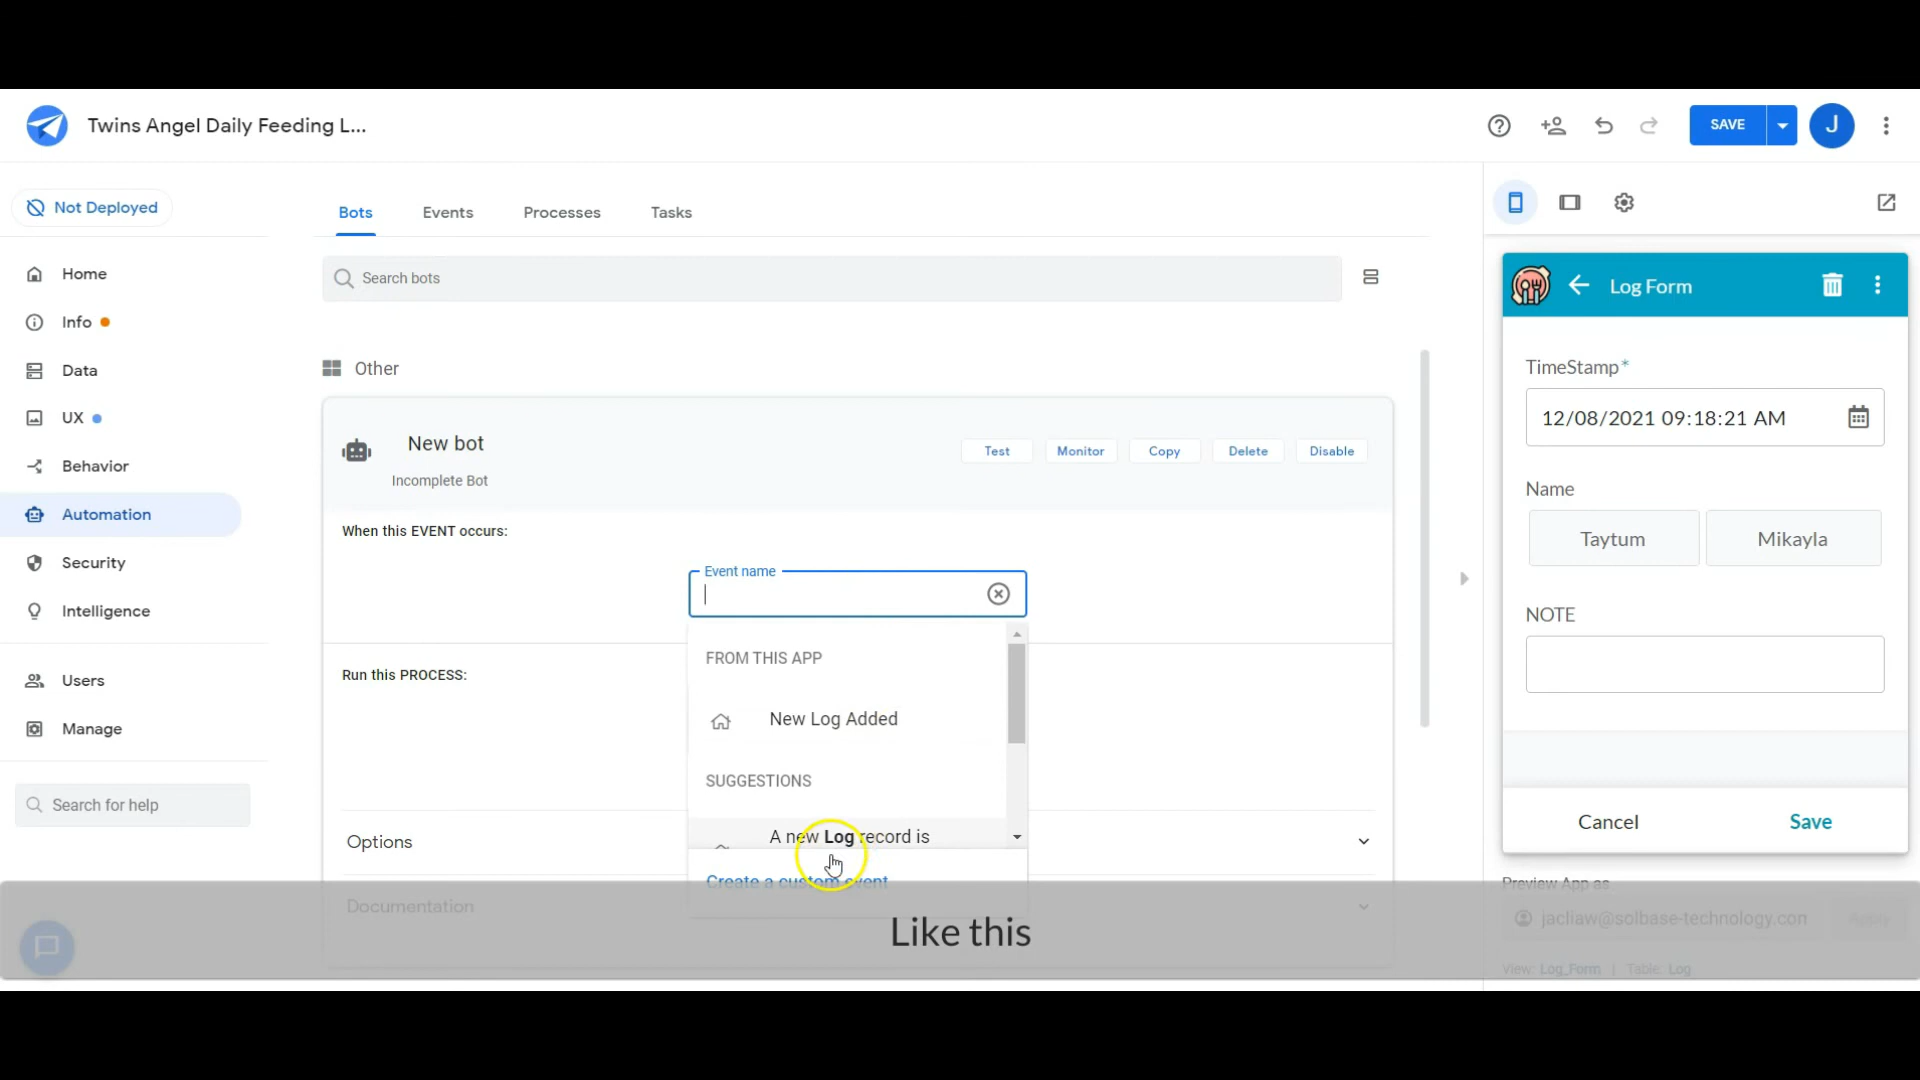 Twins Angel Daily Feeding L...
SAVE
J
Not Deployed
Home
Info
Data
UX
Behavior
Automation
Security
Intelligence
Users
Manage
Search for help
Bots
Events
Processes
Tasks
Search bots
Other
New bot
Incomplete Bot
Test
Monitor
Copy
Delete
Disable
When this EVENT occurs:
Event name
FROM THIS APP
New Log Added
SUGGESTIONS
A new Log record is
Create a custom event
Run this PROCESS:
Options
Documentation
Log Form
TimeStamp*
12/08/2021 09:18:21 AM
Name
Taytum
Mikayla
NOTE
Cancel
Save
Preview App as
jacliaw@solbase-technology.com
Apply
View: Log_Form | Table: Log
Like this